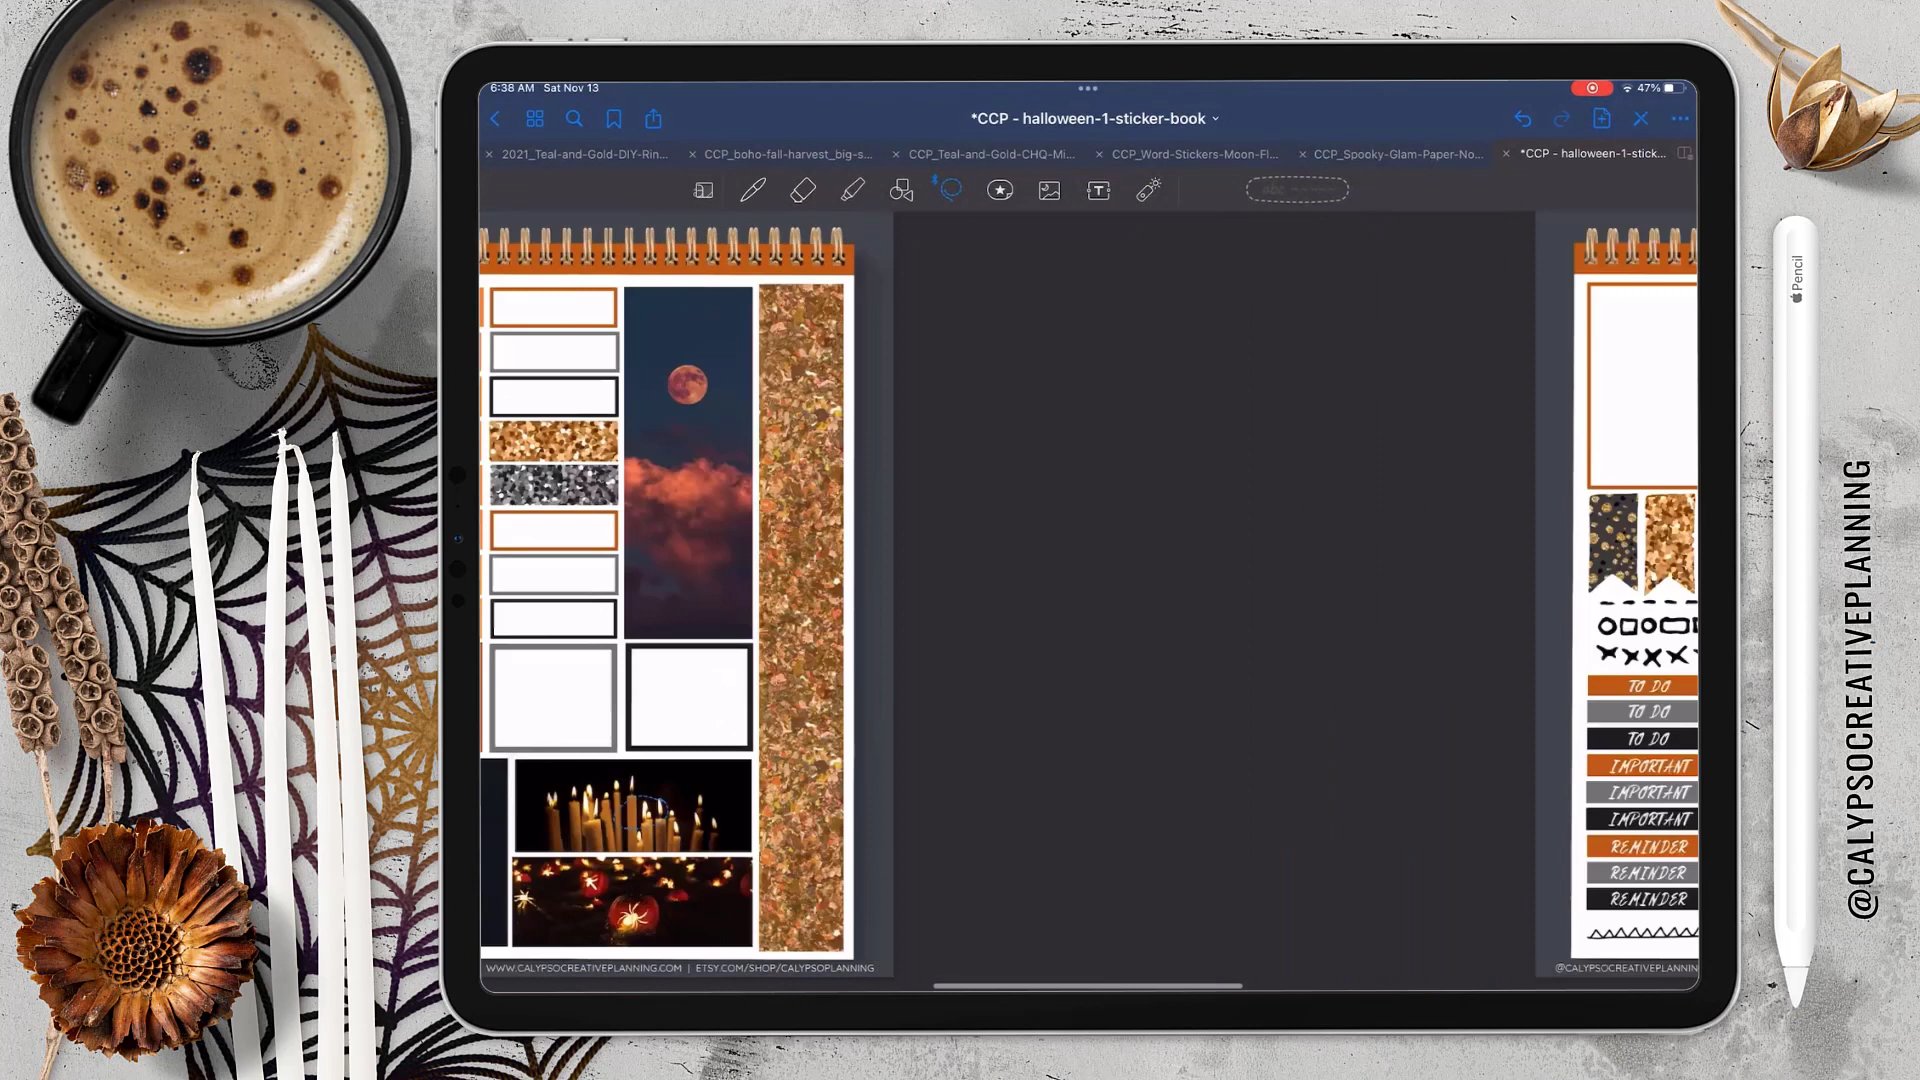 6:38 AM Sat Nov 13
47%
*CCP - halloween-1-sticker-book
2021_Teal-and-Gold-DIY-Rin...
CCP_boho-fall-harvest_big-s...
CCP_Teal-and-Gold-CHQ-Mi...
CCP_Word-Stickers-Moon-Fl...
CCP_Spooky-Glam-Paper-No...
*CCP - halloween-1-stick...
T
abc
TO DO
TO DO
TO DO
IMPORTANT
IMPORTANT
IMPORTANT
REMINDER
REMINDER
REMINDER
WWW.CALYPSOCREATIVEPLANNING.COM | ETSY.COM/SHOP/CALYPSOPLANNING
@CALYPSOCREATIVEPLANNIN
Pencil
@CALYPSOCREATIVEPLANNING